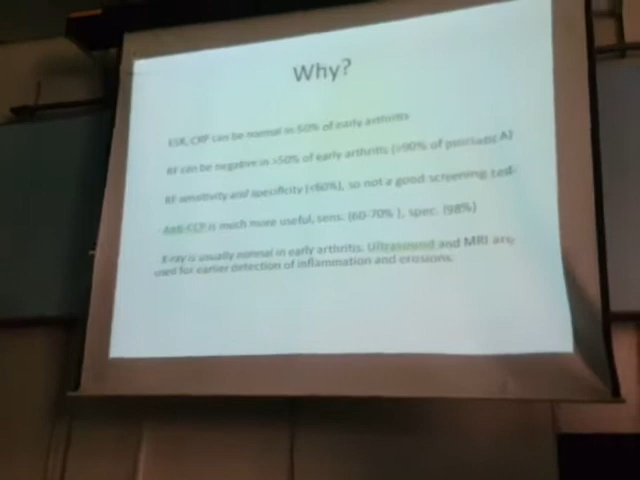 Why?
ESR, CRP can be normal in 50% of early arthritis
RF can be negative in >50% of early arthritis (>90% of psoriatic A)
RF sensitivity and specificity (<60%), so not a good screening test
Anti-CCP is much more useful, sens. (60-70% ), spec. (98%)
X-ray is usually normal in early arthritis. Ultrasound and MRI are
used for earlier detection of inflammation and erosions.